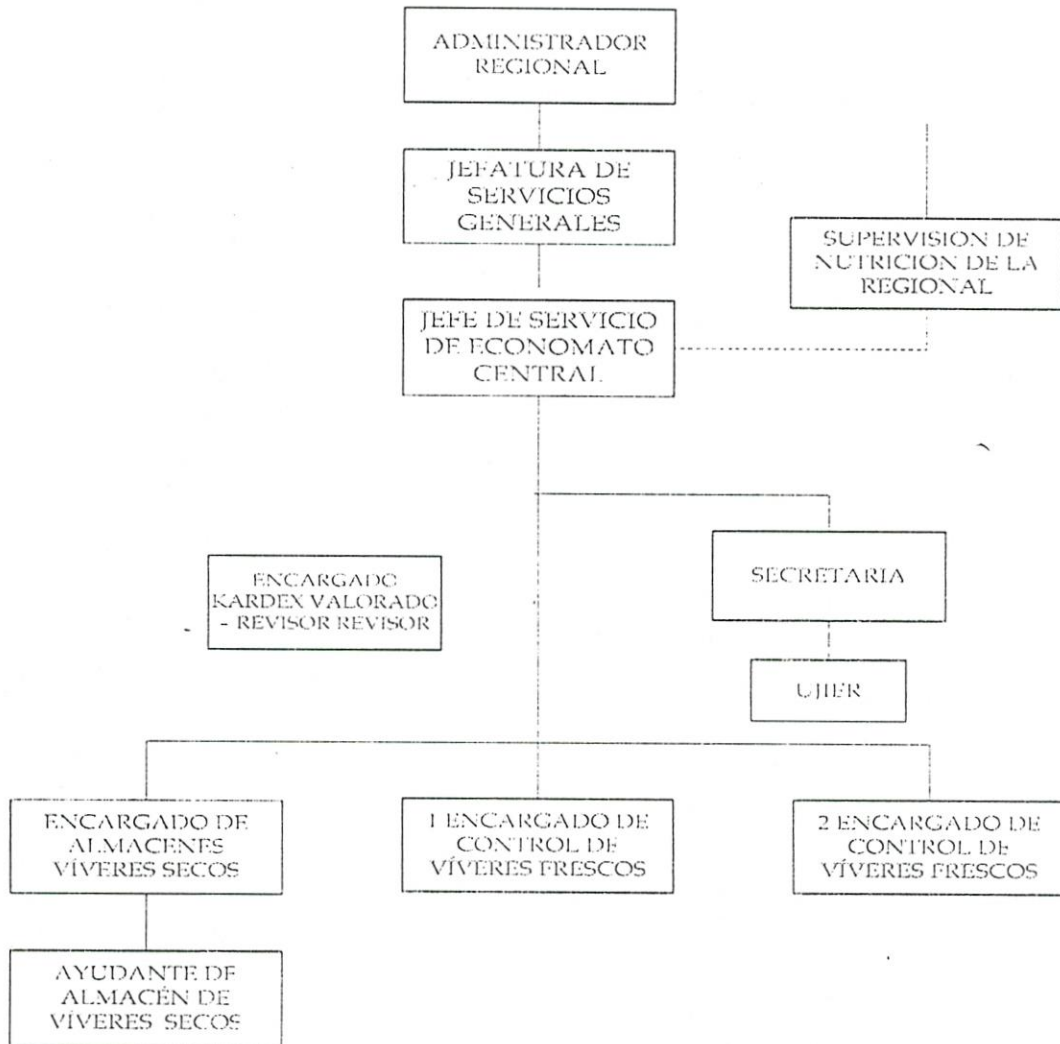 ADMINISTRADOR
REGIONAL
JEFATURA DE
SERVICIOS
GENERALES
SUPERVISION DE
NUTRICION DE LA
REGIONAL
JEFE DE SERVICIO
DE ECONOMATO
CENTRAL
ENCARGADO
KARDEX VALORADO
- REVISOR REVISOR
SECRETARIA
UJIER
ENCARGADO DE
ALMACENES
VÍVERES SECOS
1 ENCARGADO DE
CONTROL DE
VÍVERES FRESCOS
2 ENCARGADO DE
CONTROL DE
VÍVERES FRESCOS
AYUDANTE DE
ALMACÉN DE
VÍVERES SECOS